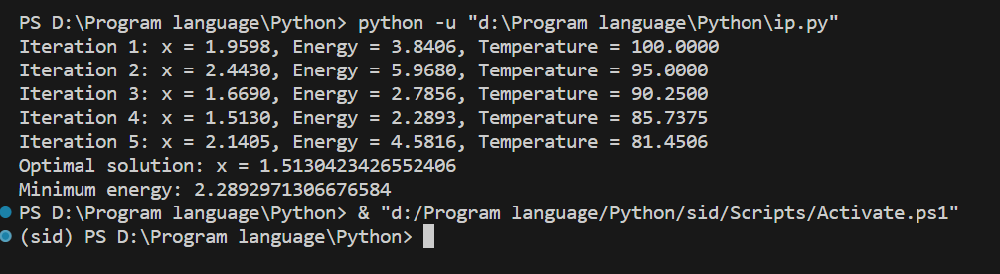 PS D:\Program language\Python> python -u "d:\Program language\Python\ip.py"
Iteration 1: x = 1.9598, Energy = 3.8406, Temperature = 100.0000
Iteration 2: x = 2.4430, Energy = 5.9680, Temperature = 95.0000
Iteration 3: x = 1.6690, Energy = 2.7856, Temperature = 90.2500
Iteration 4: x = 1.5130, Energy = 2.2893, Temperature = 85.7375
Iteration 5: x = 2.1405, Energy = 4.5816, Temperature = 81.4506
Optimal solution: x = 1.5130423426552406
Minimum energy: 2.2892971306676584
PS D:\Program language\Python> & "d:/Program language/Python/sid/Scripts/Activate.ps1"
(sid) PS D:\Program language\Python>